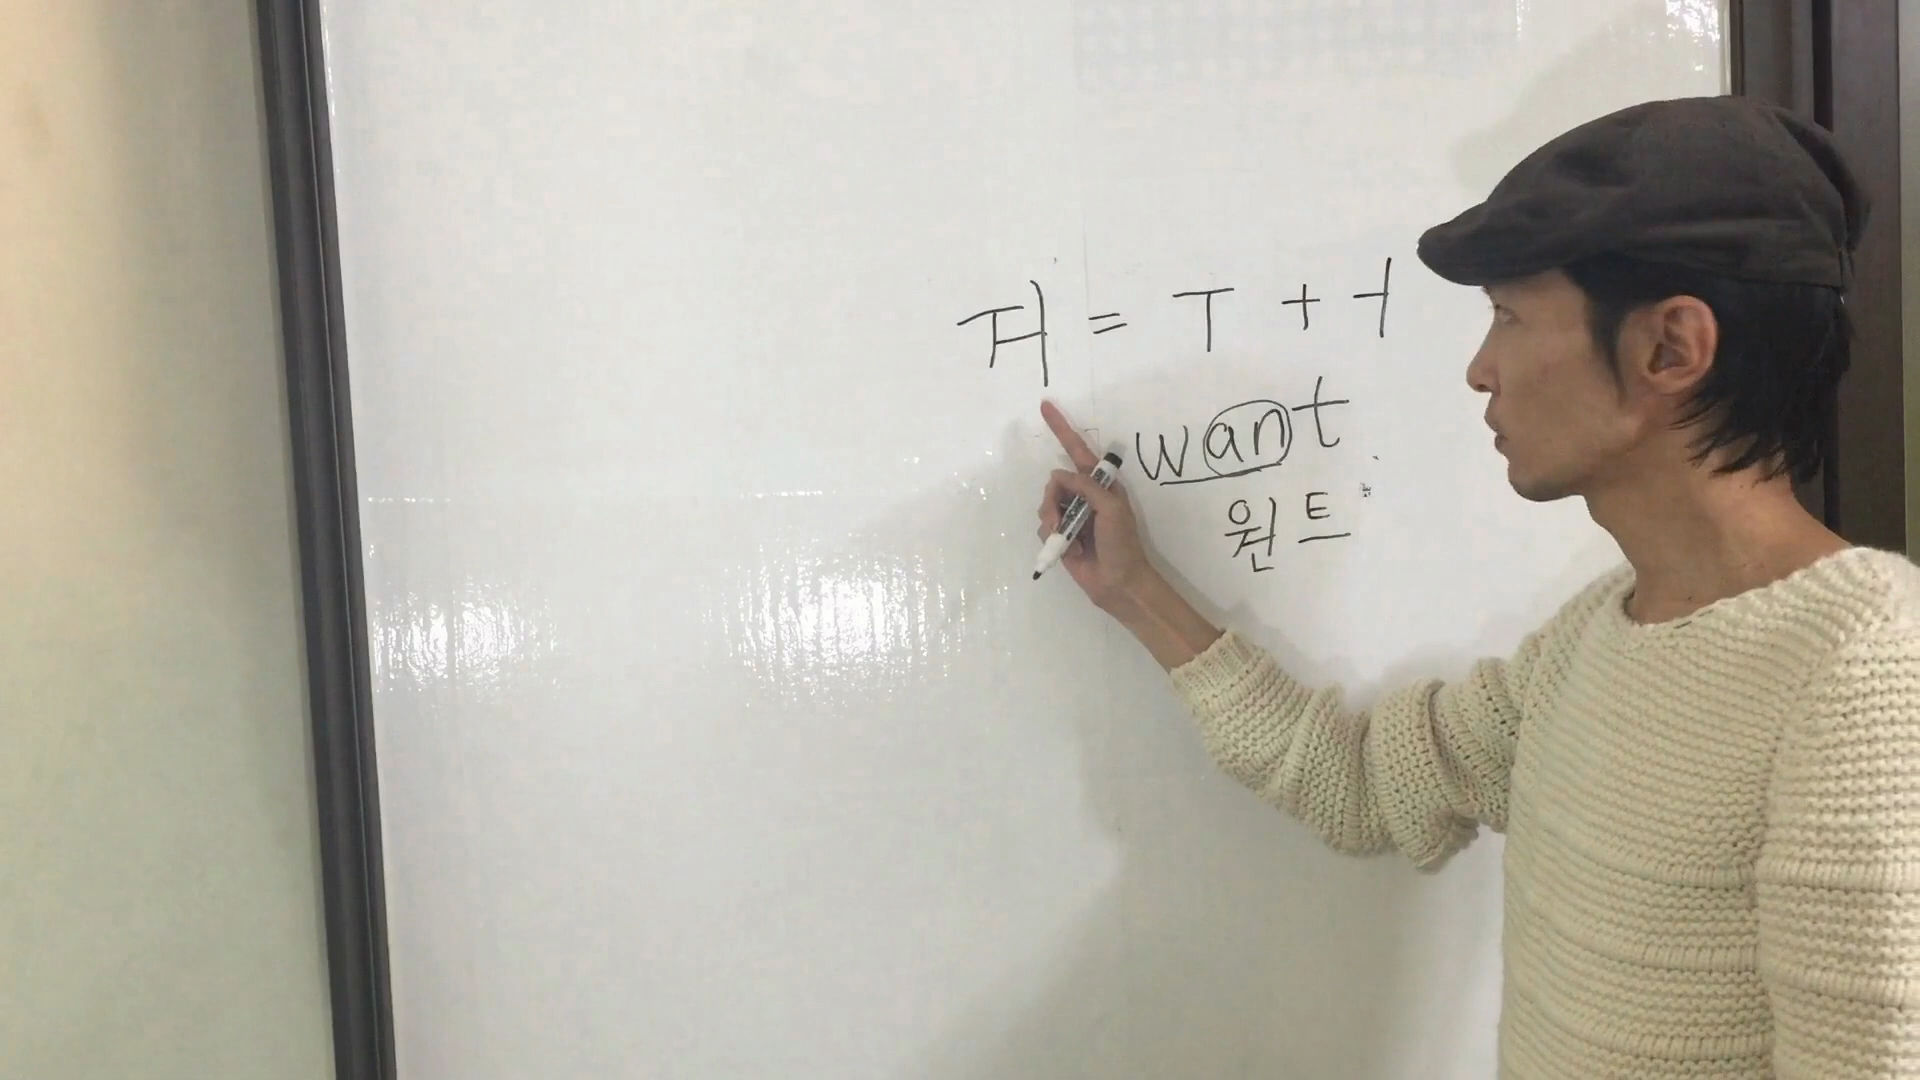 ㅝ = ㅜ + ㅓ
want
원트